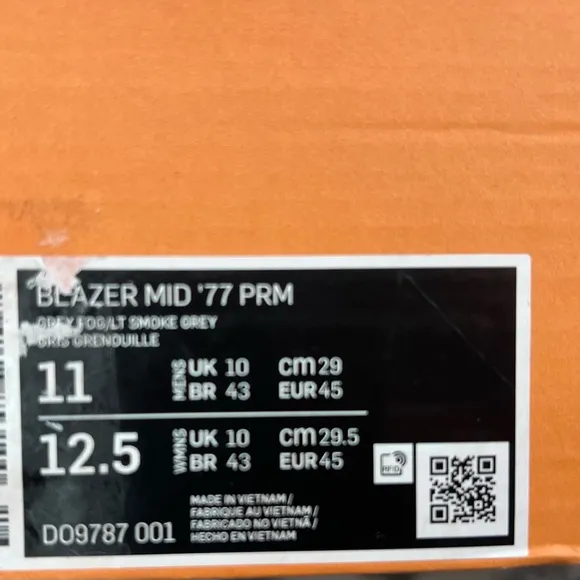 BLAZER MID '77 PRM
GREY FOG/LT SMOKE GREY
GRIS GRENOUILLE
11 MENS UK 10 CM 29
BR 43 EUR 45
12.5 WMNS UK 10 CM 29.5
BR 43 EUR 45
RFID
MADE IN VIETNAM /
FABRIQUE AU VIETNAM /
FABRICADO NO VIETNÃ /
HECHO EN VIETNAM
DO9787 001